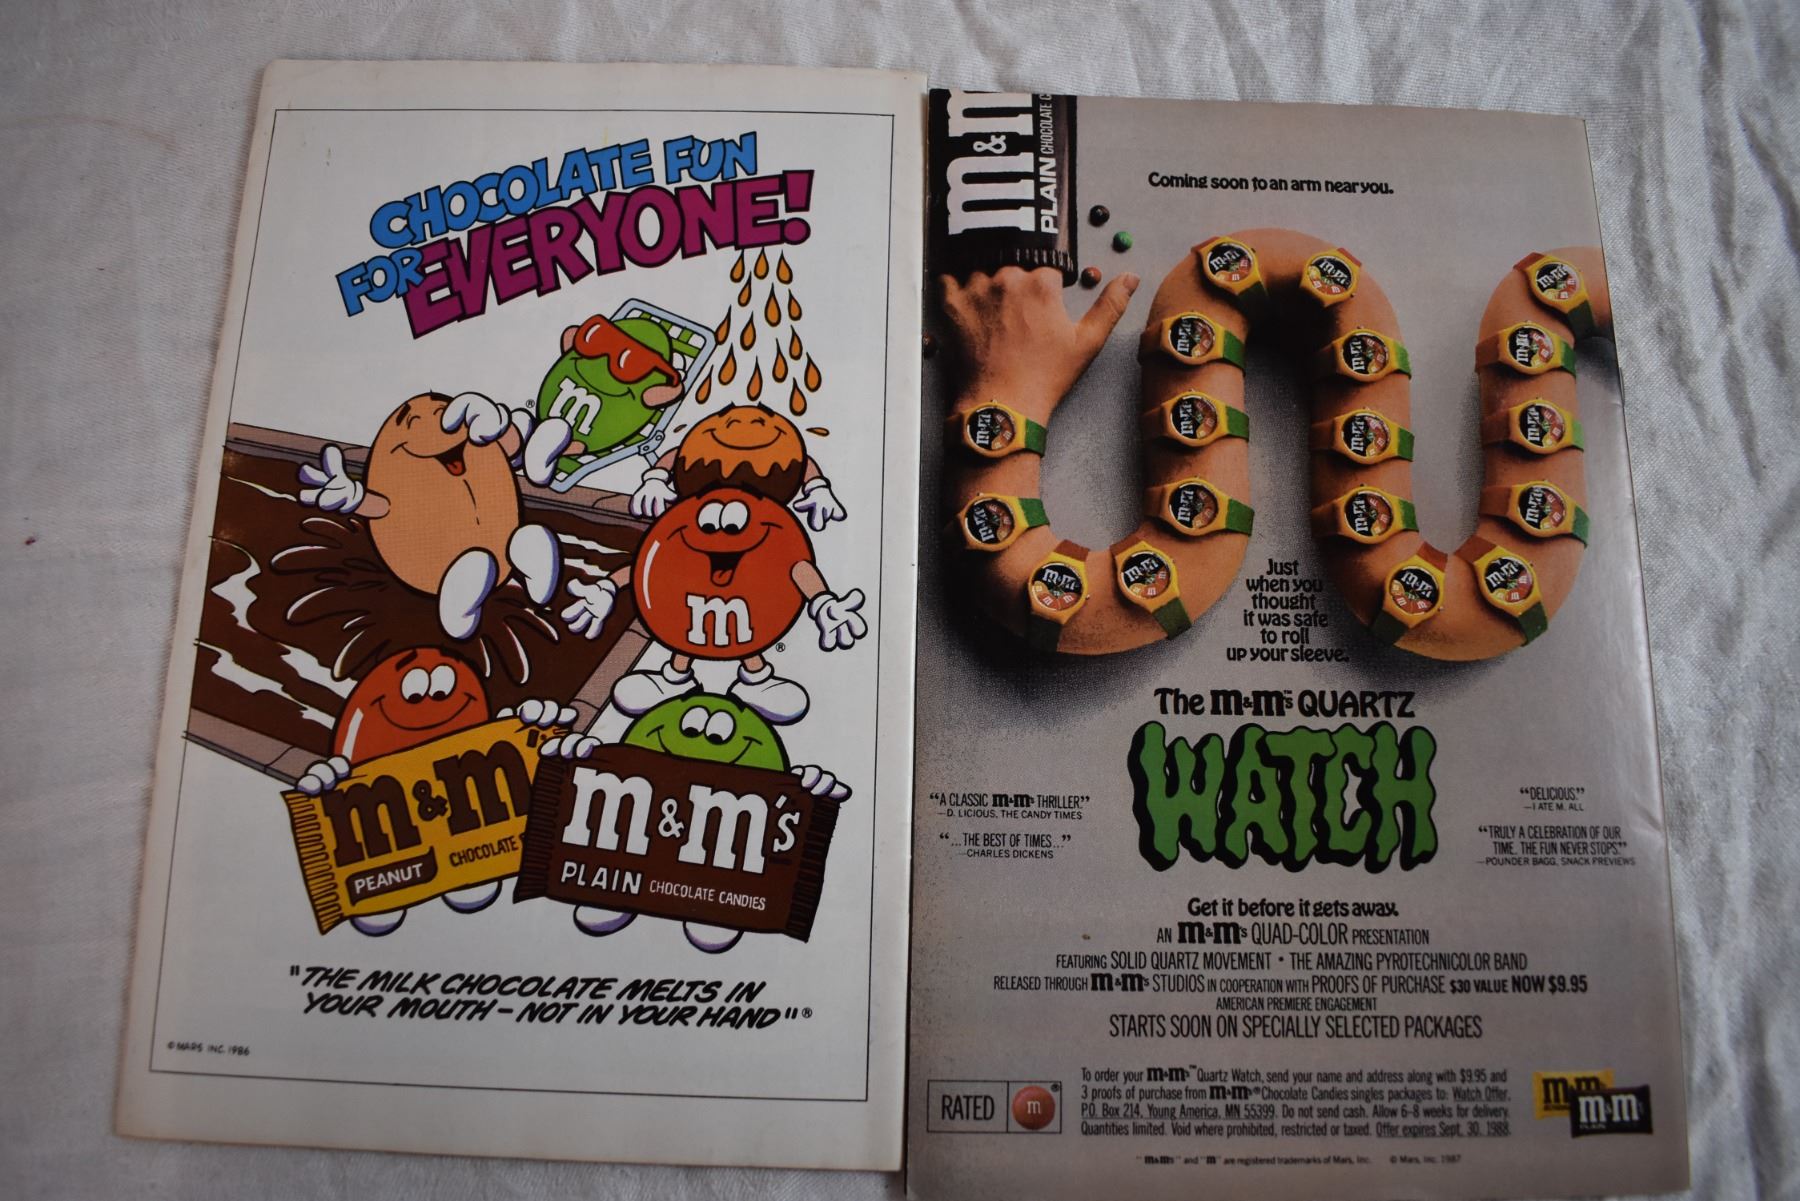 CHOCOLATE FUN
FOR EVERYONE!
m
®
m
®
m&m's
PEANUT CHOCOLATE
m&m's
PLAIN CHOCOLATE CANDIES
"THE MILK CHOCOLATE MELTS IN
YOUR MOUTH – NOT IN YOUR HAND"®
© MARS INC. 1986
m&m
PLAIN CHOCOLATE C
Coming soon to an arm near you.
Just
when you
thought
it was safe
to roll
up your sleeve.
The m&m's QUARTZ
WATCH
"A CLASSIC m&m's THRILLER."
—D. LICIOUS, THE CANDY TIMES
"...THE BEST OF TIMES..."
—CHARLES DICKENS
"DELICIOUS."
—I ATE M. ALL
"TRULY A CELEBRATION OF OUR
TIME. THE FUN NEVER STOPS."
—POUNDER BAGG, SNACK PREVIEWS
Get it before it gets away.
AN m&m's QUAD-COLOR PRESENTATION
FEATURING SOLID QUARTZ MOVEMENT • THE AMAZING PYROTECHNICOLOR BAND
RELEASED THROUGH m&m's STUDIOS IN COOPERATION WITH PROOFS OF PURCHASE $30 VALUE NOW $9.95
AMERICAN PREMIERE ENGAGEMENT
STARTS SOON ON SPECIALLY SELECTED PACKAGES
RATED m ®
To order your m&m's™ Quartz Watch, send your name and address along with $9.95 and
3 proofs of purchase from m&m's® Chocolate Candies singles packages to: Watch Offer,
P.O. Box 214, Young America, MN 55399. Do not send cash. Allow 6-8 weeks for delivery.
Quantities limited. Void where prohibited, restricted or taxed. Offer expires Sept. 30, 1988.
m&m's
m&m's
PLAIN
"m&m's" and "m" are registered trademarks of Mars, Inc. © Mars, Inc. 1987